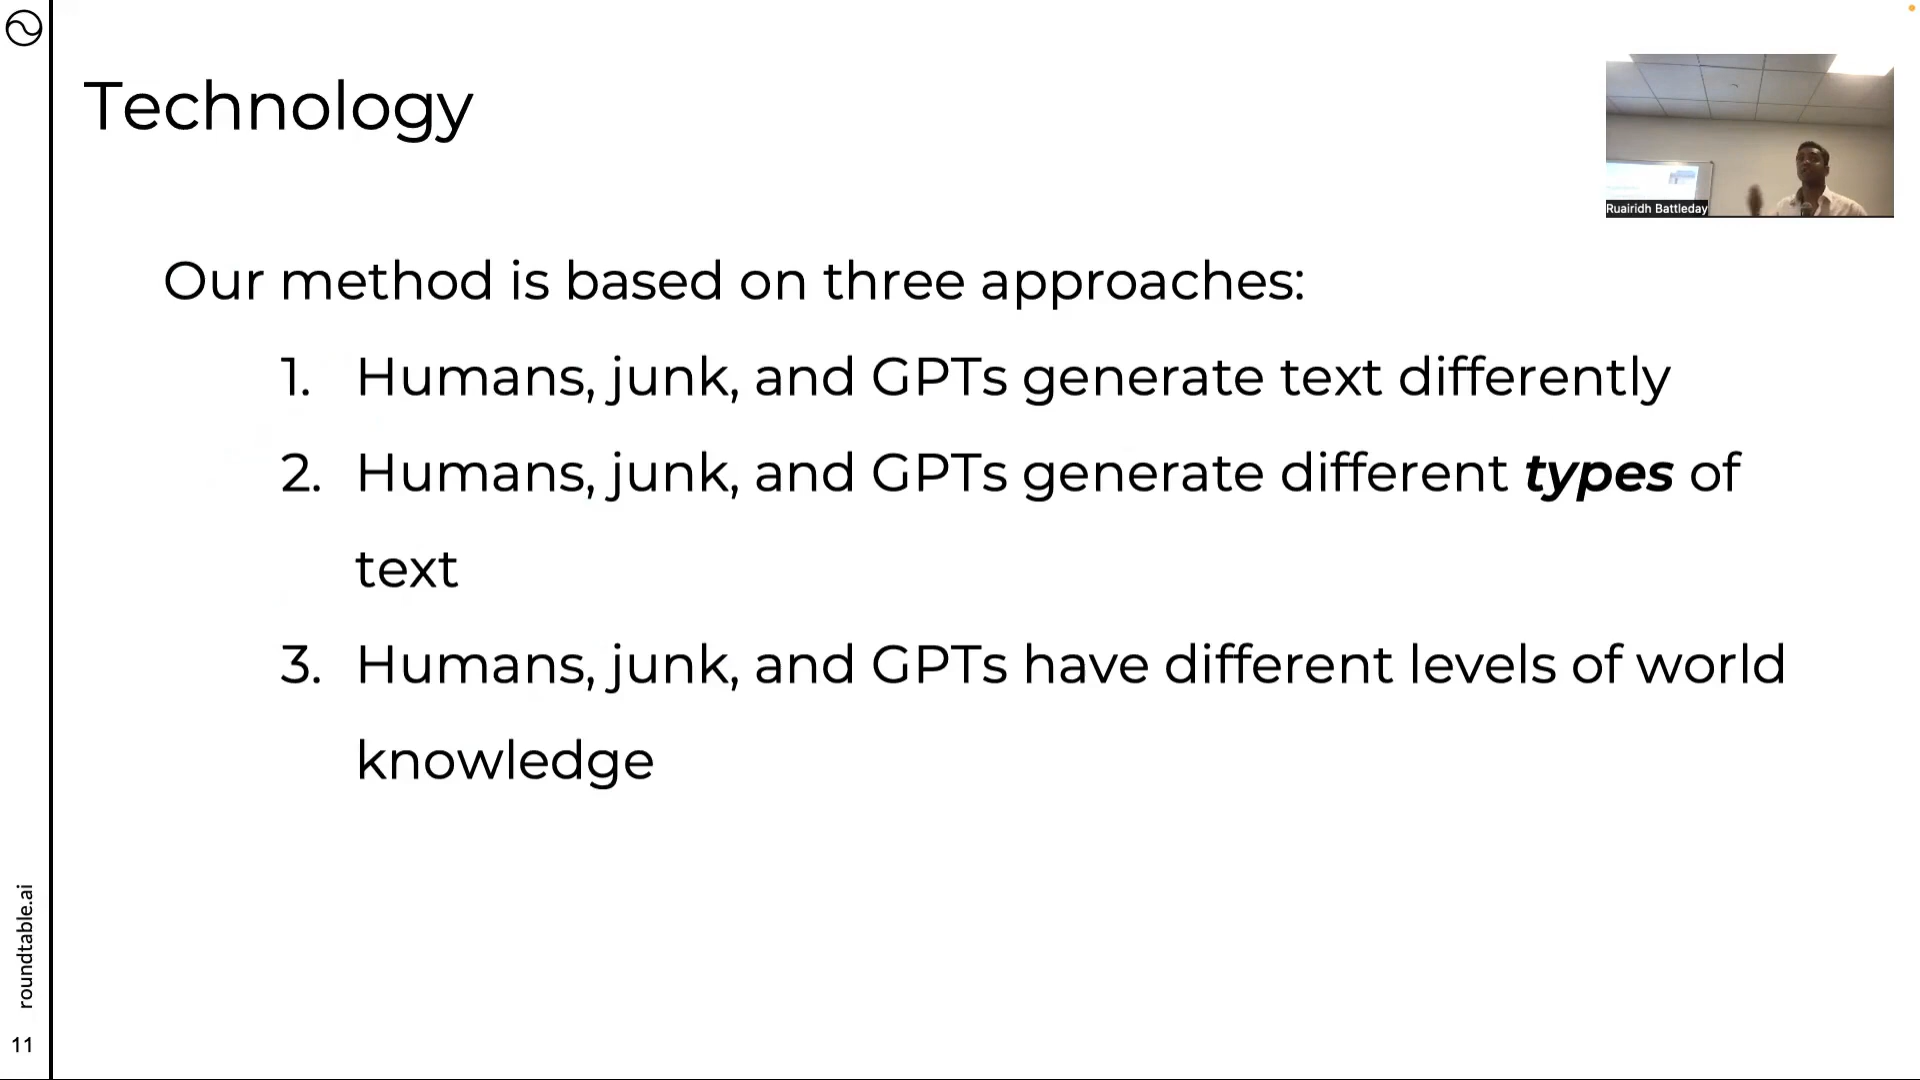 Technology
Ruairidh Battleday
Our method is based on three approaches:
1. Humans, junk, and GPTs generate text differently
2. Humans, junk, and GPTs generate different types of
text
3. Humans, junk, and GPTs have different levels of world
knowledge
roundtable.ai
11